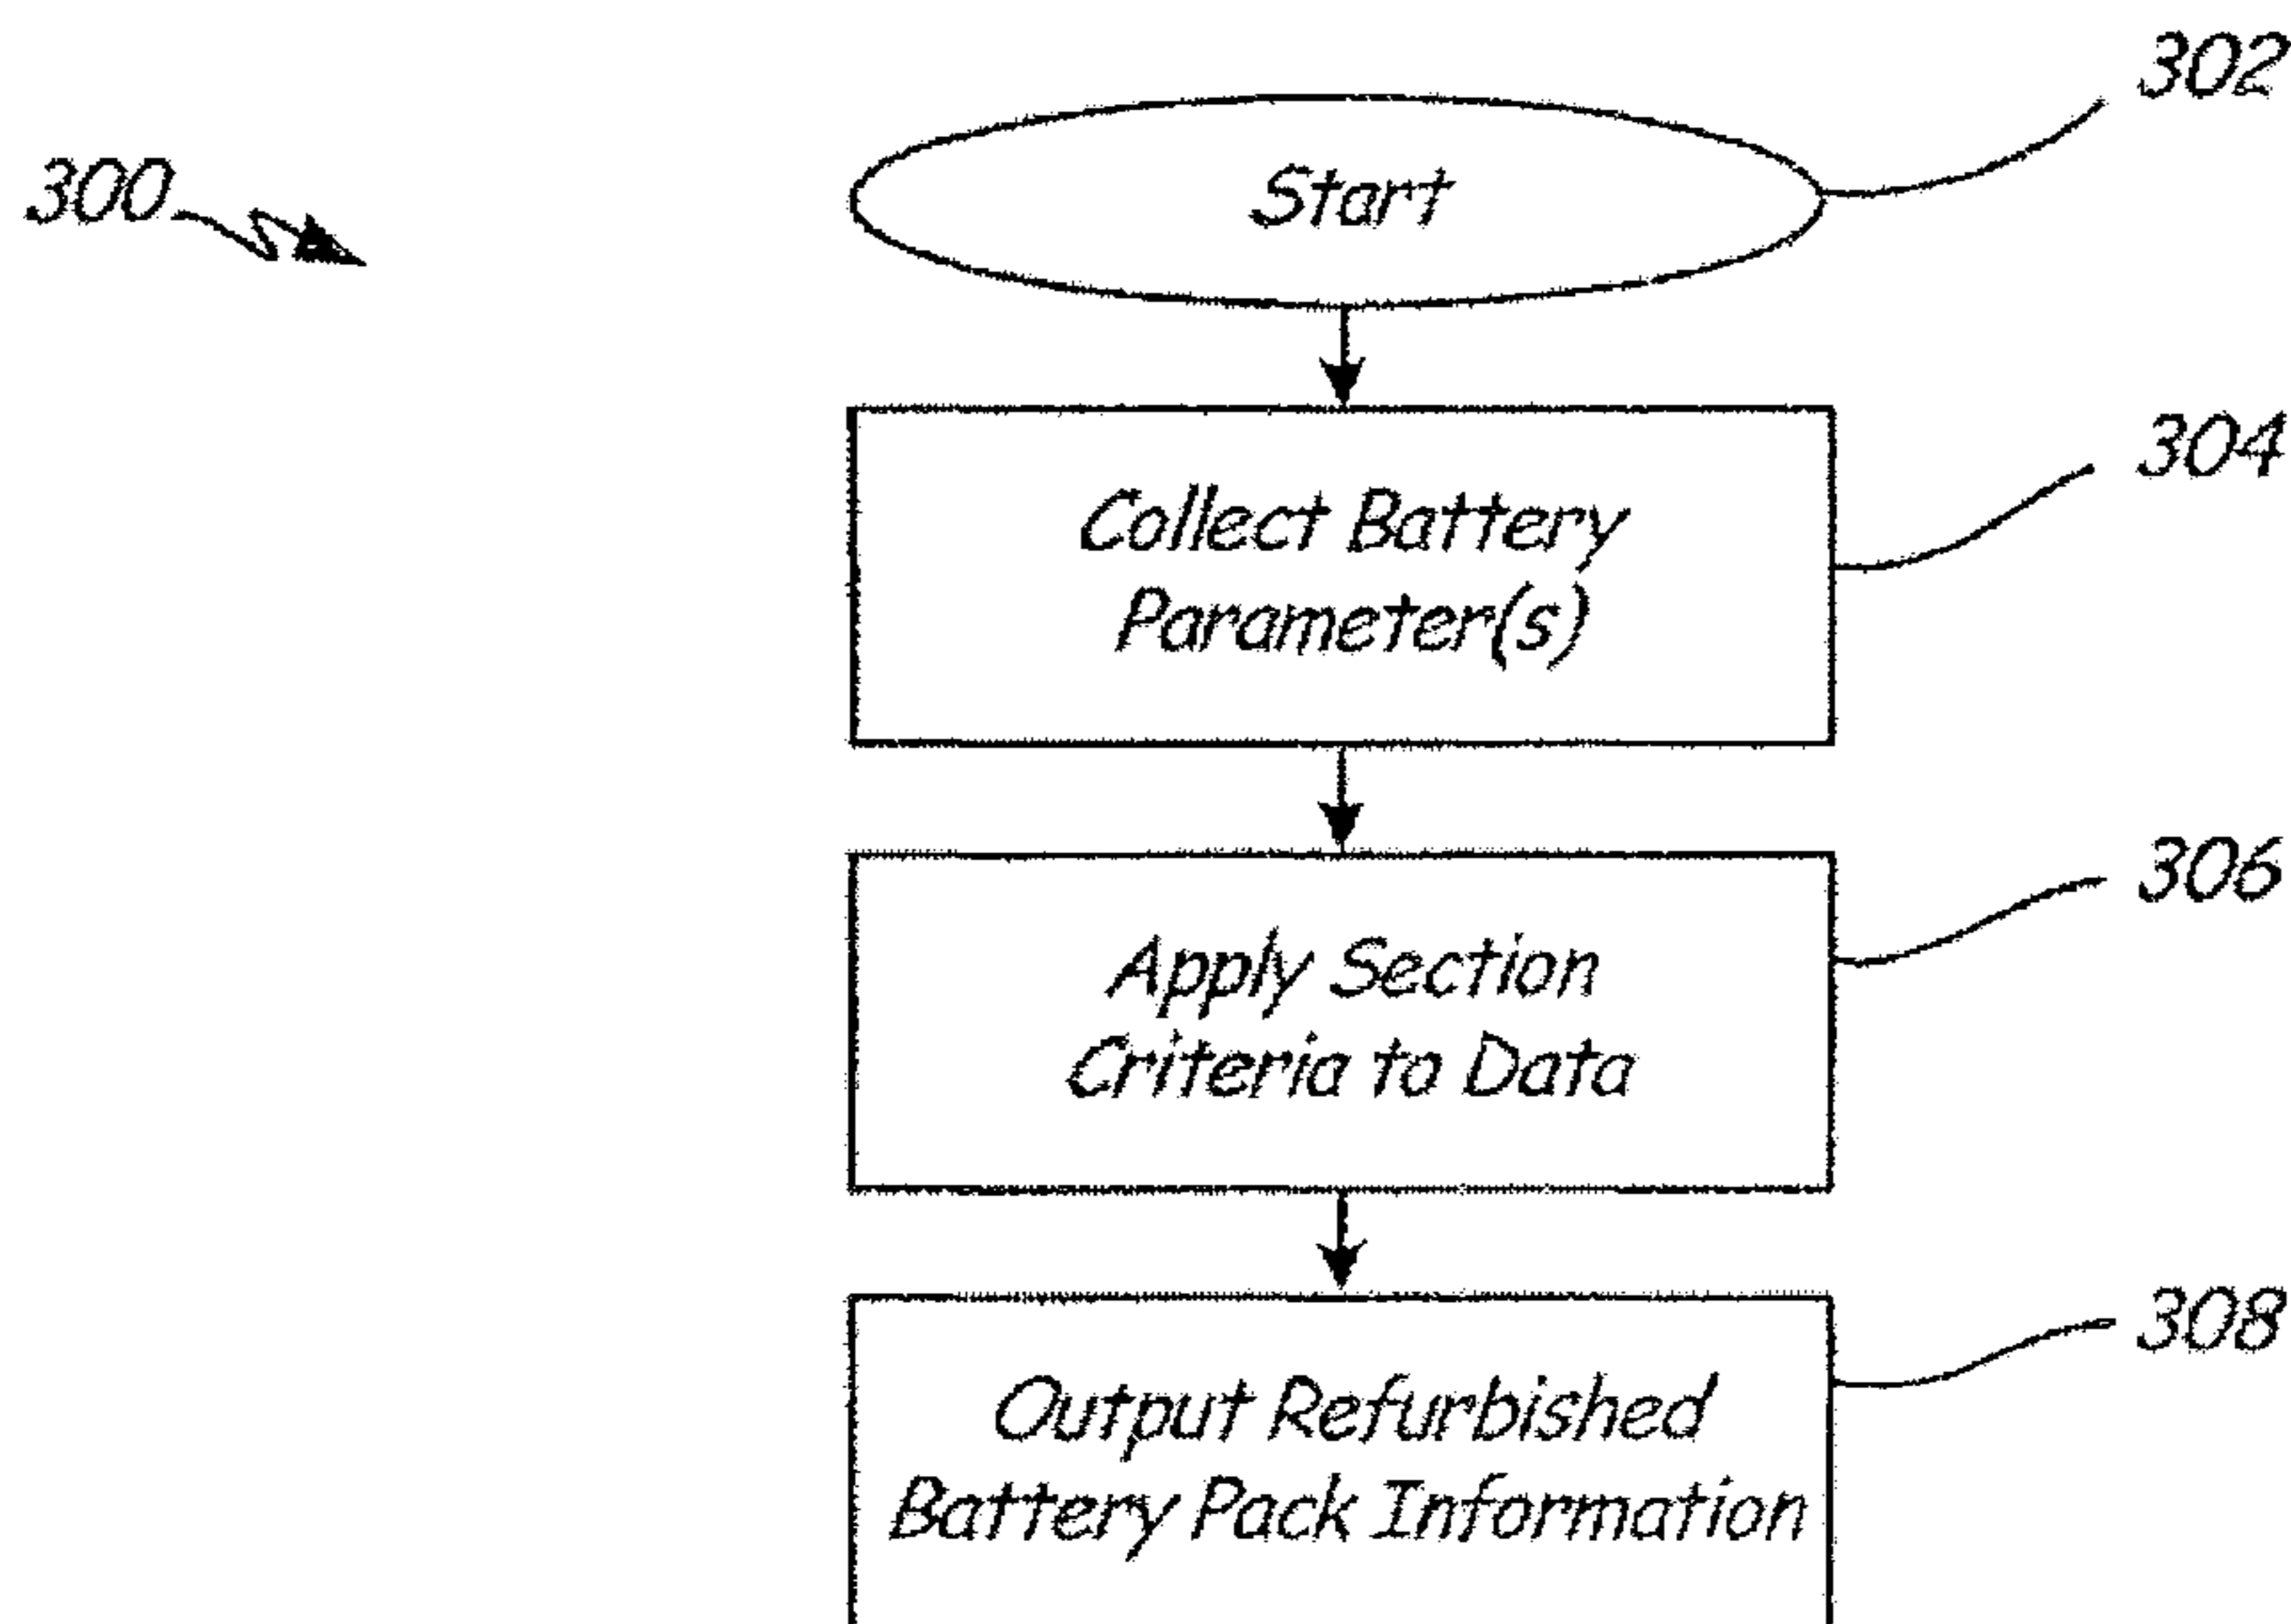 302
300
Start
304
Collect Battery
Parameter(s)
306
Apply Section
Criteria to Data
308
Output Refurbished
Battery Pack Information